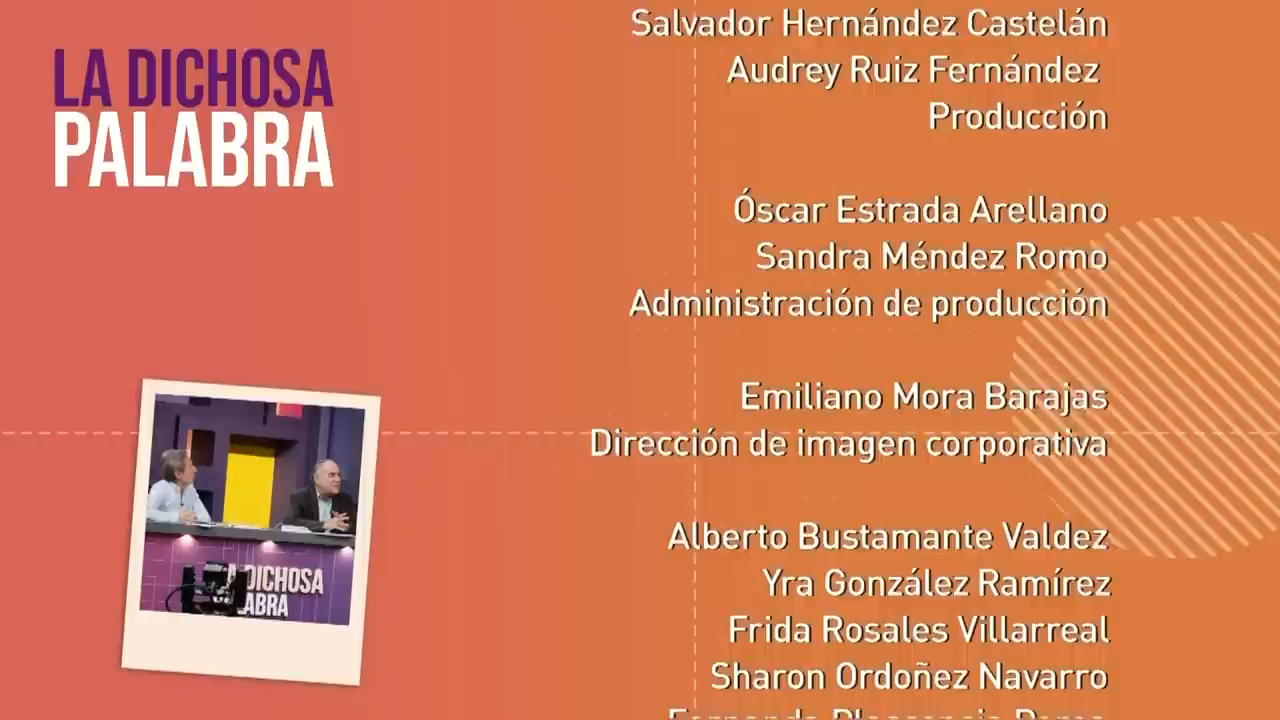 LA DICHOSA
PALABRA
Salvador Hernández Castelán
Audrey Ruiz Fernández
Producción
Óscar Estrada Arellano
Sandra Méndez Romo
Administración de producción
Emiliano Mora Barajas
Dirección de imagen corporativa
Alberto Bustamante Valdez
Yra González Ramírez
Frida Rosales Villarreal
Sharon Ordoñez Navarro
DICHOSA
ABRA